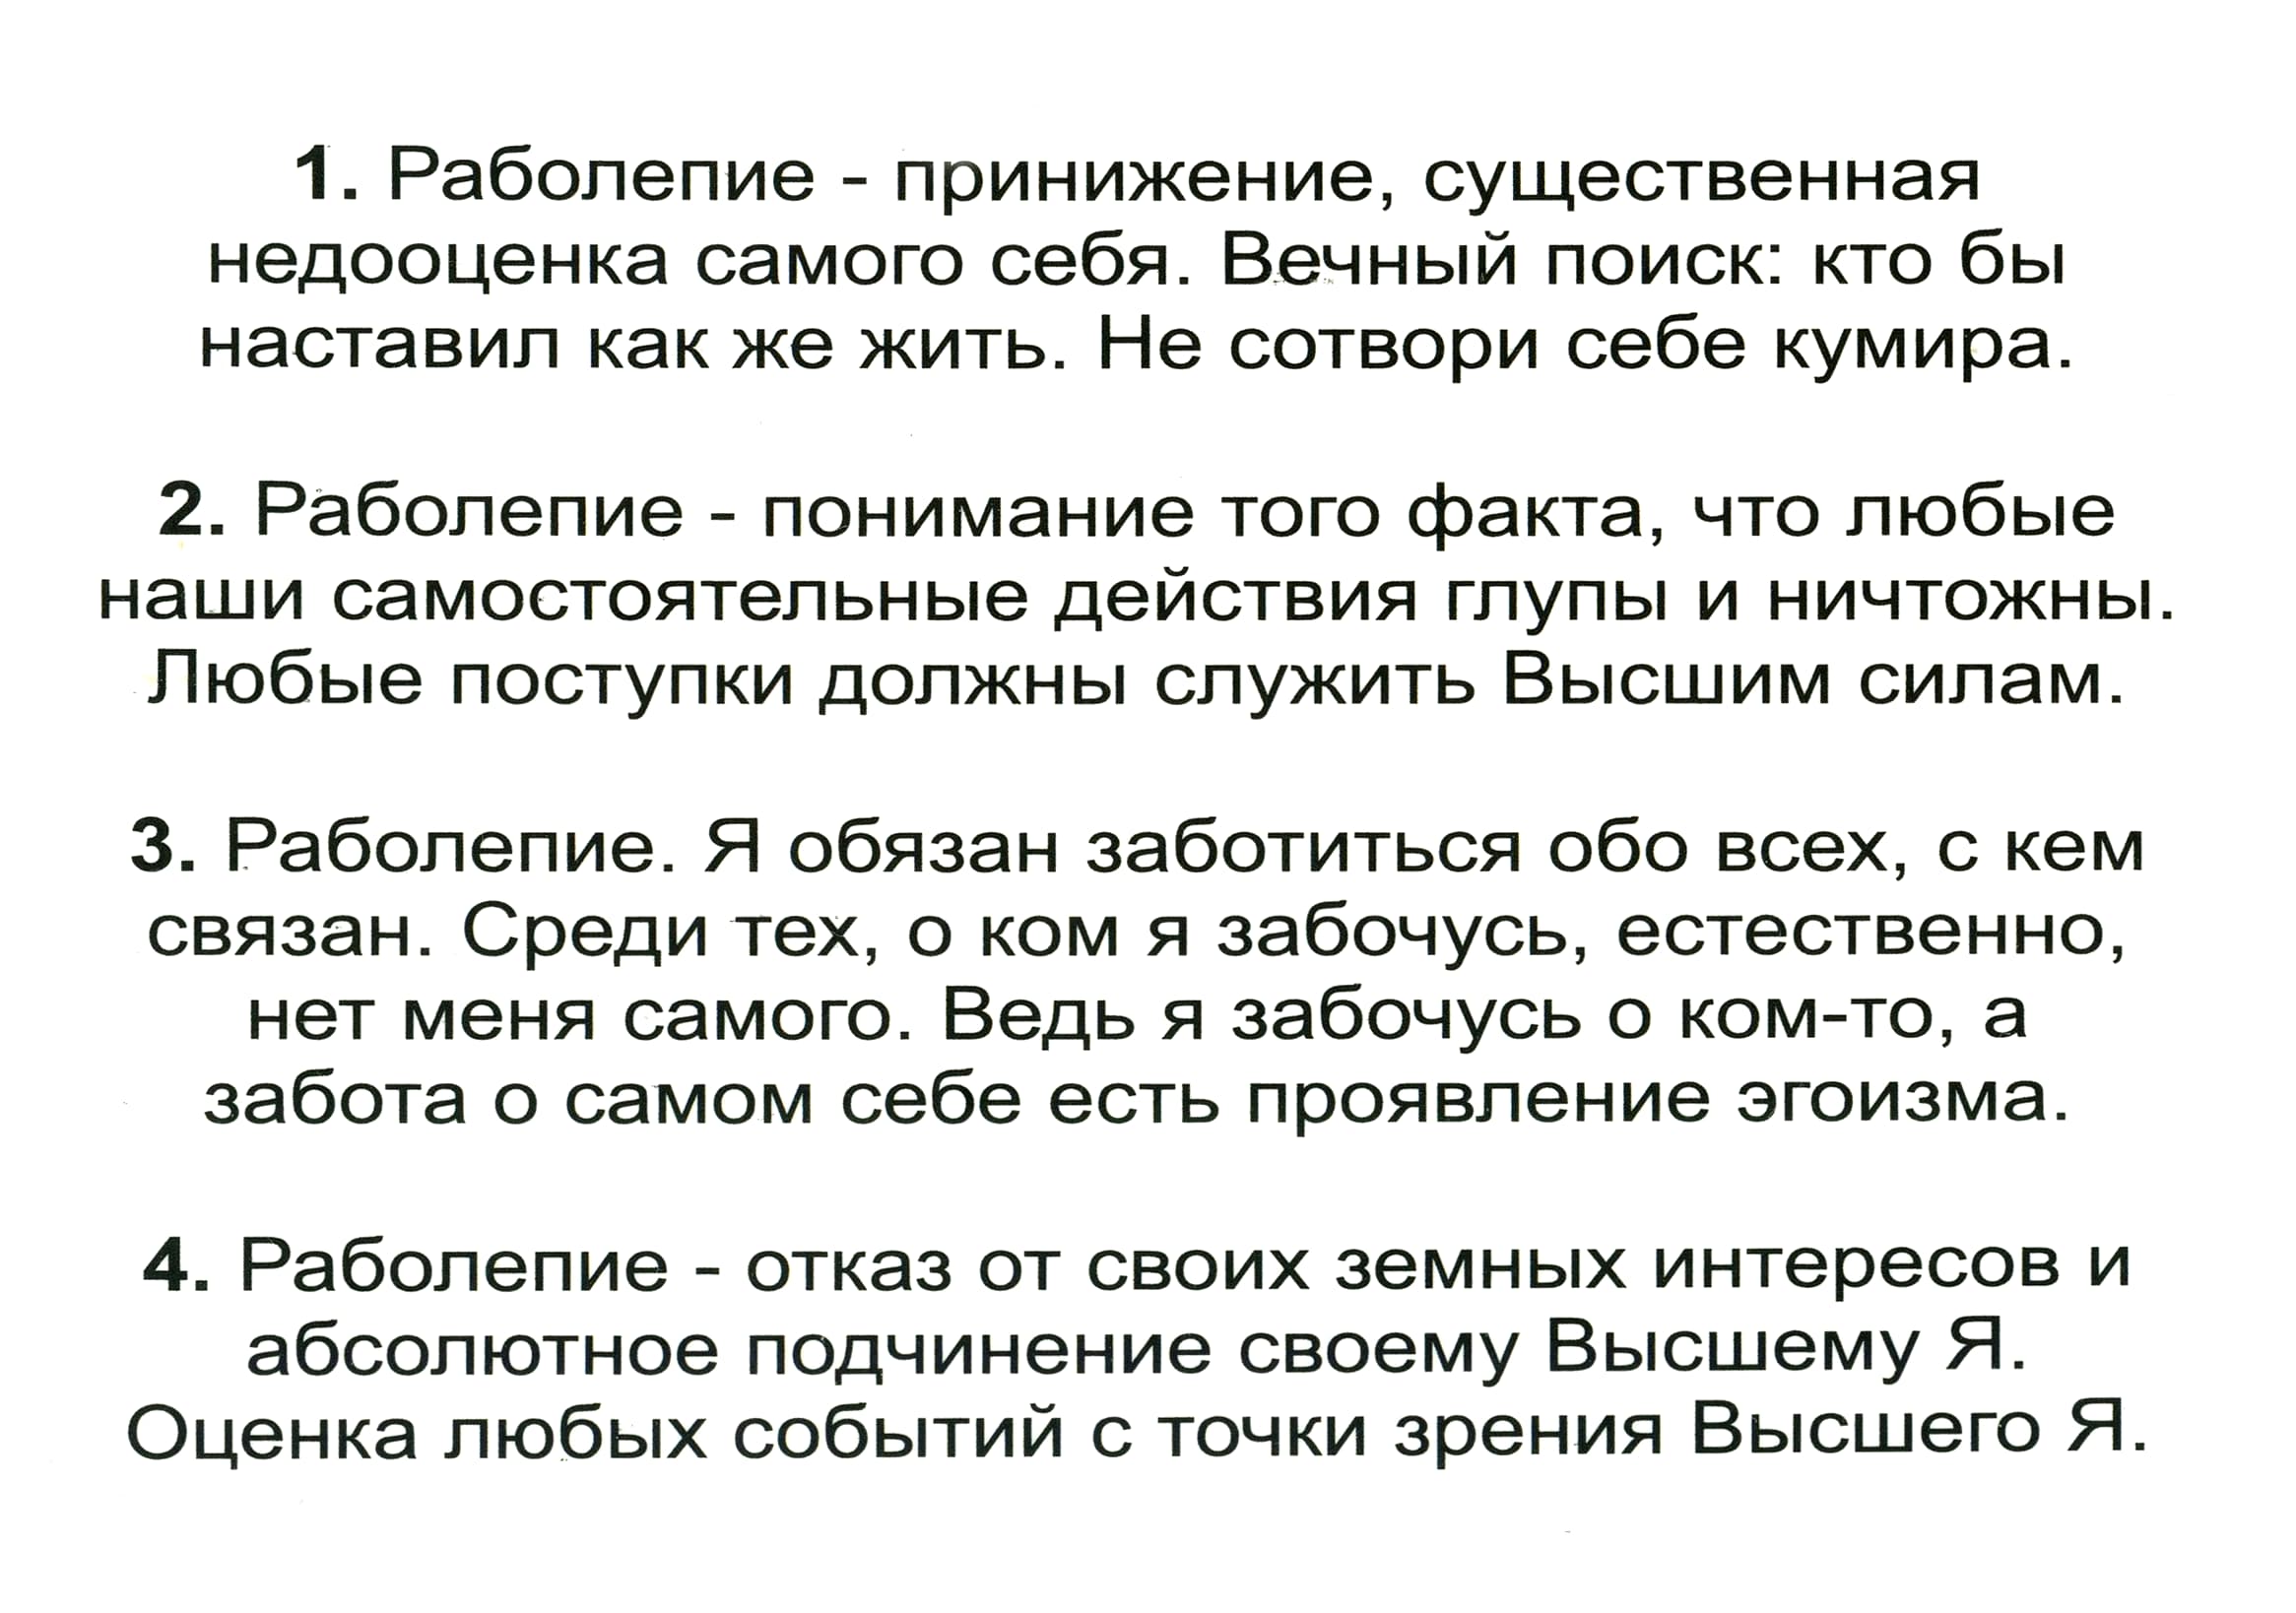 1. Раболепие - принижение, существенная
недооценка самого себя. Вечный поиск: кто бы
наставил как же жить. Не сотвори себе кумира.
2. Раболепие - понимание того факта, что любые
наши самостоятельные действия глупы и ничтожны.
Любые поступки должны служить Высшим силам.
3. Раболепие. Я обязан заботиться обо всех, с кем
связан. Среди тех, о ком я забочусь, естественно,
нет меня самого. Ведь я забочусь о ком-то, а
забота о самом себе есть проявление эгоизма.
4. Раболепие - отказ от своих земных интересов и
абсолютное подчинение своему Высшему Я.
Оценка любых событий с точки зрения Высшего Я.